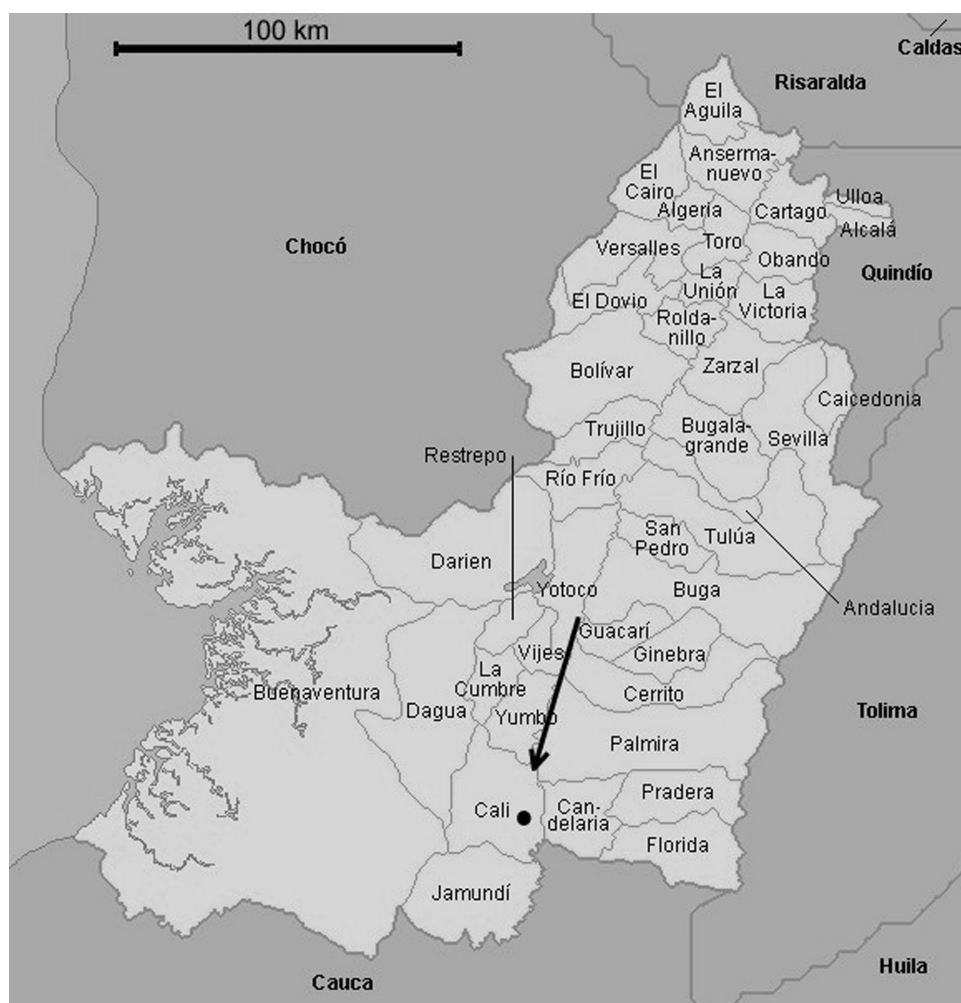 100 km
Caldas
Risaralda
El
Aguila
Anserma-
nuevo
El
Cairo
Ulloa
Algeria
Cartago
Alcalá
Versalles
Toro
Chocó
Obando
Quindío
La
Unión
La
Victoria
El Dovio
Rolda-
nillo
Zarzal
Bolívar
Caicedonia
Trujillo
Bugala-
grande
Sevilla
Restrepo
Río Frío
San
Pedro
Tulúa
Darien
Yotoco
Buga
Andalucia
Guacarí
Vijes
Ginebra
La
Cumbre
Buenaventura
Cerrito
Dagua
Yumbo
Tolima
Palmira
Pradera
Cali
Can-
delaria
Florida
Jamundí
Huila
Cauca